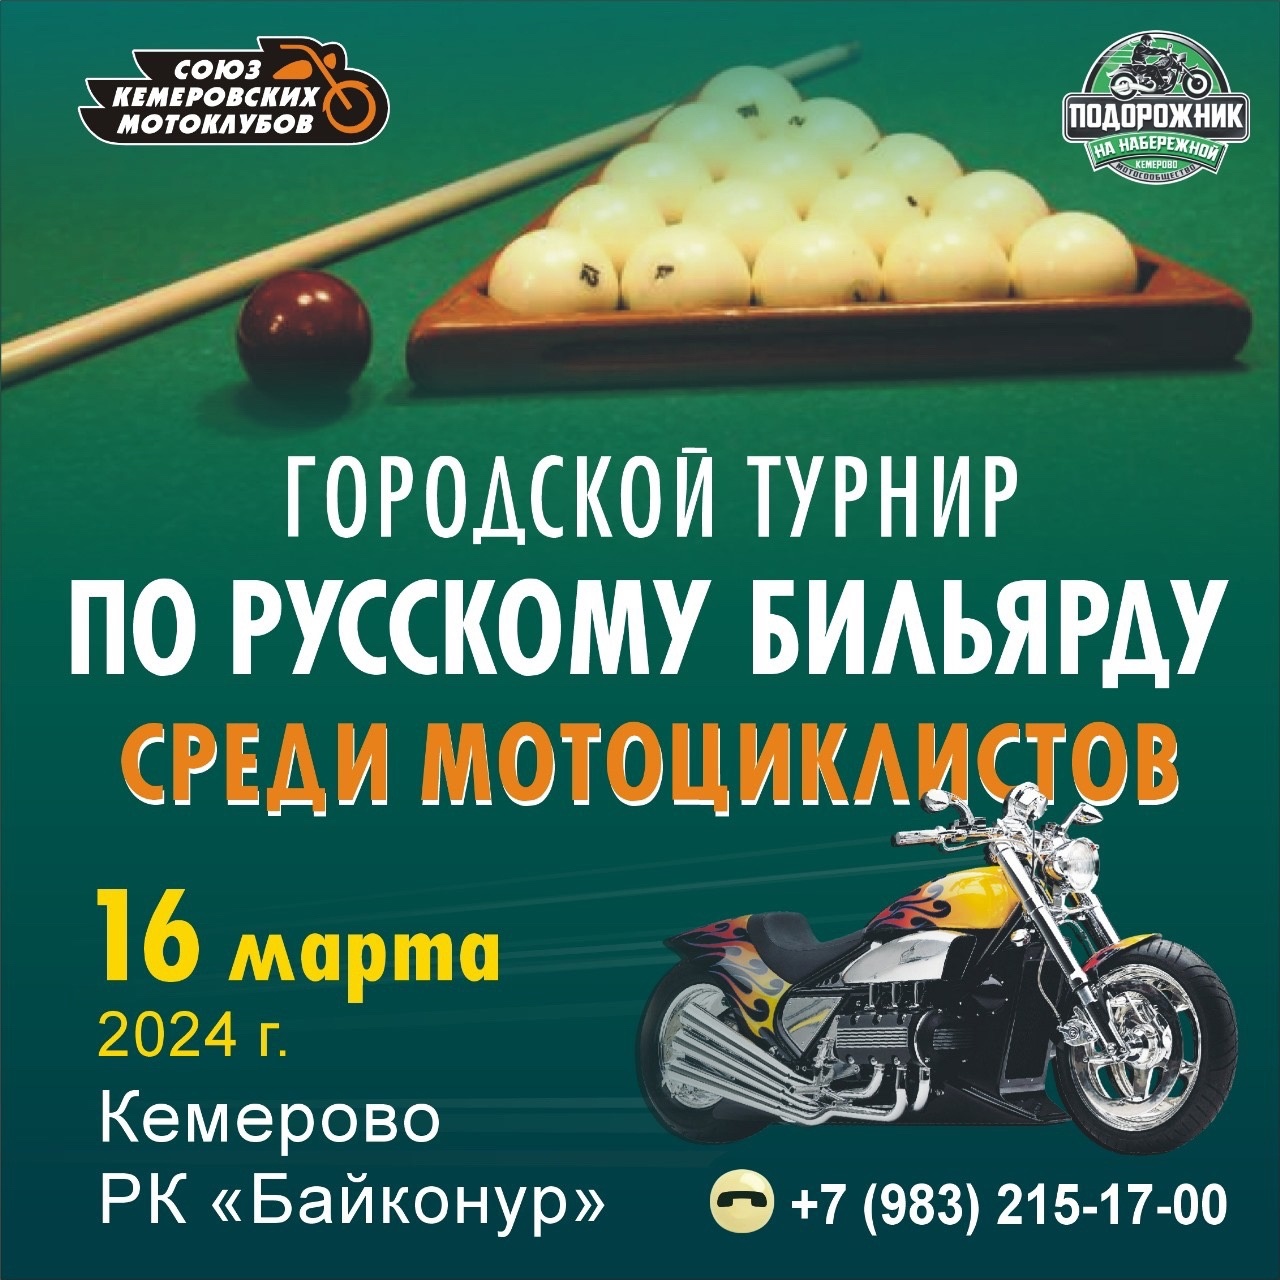 СОЮЗ
КЕМЕРОВСКИХ
МОТОКЛУБОВ
ПОДОРОЖНИК
НА НАБЕРЕЖНОЙ
КЕМЕРОВО
МОТОСООБЩЕСТВО
ГОРОДСКОЙ ТУРНИР
ПО РУССКОМУ БИЛЬЯРДУ
СРЕДИ МОТОЦИКЛИСТОВ
16 марта
2024 г.
Кемерово
РК «Байконур»
+7 (983) 215-17-00